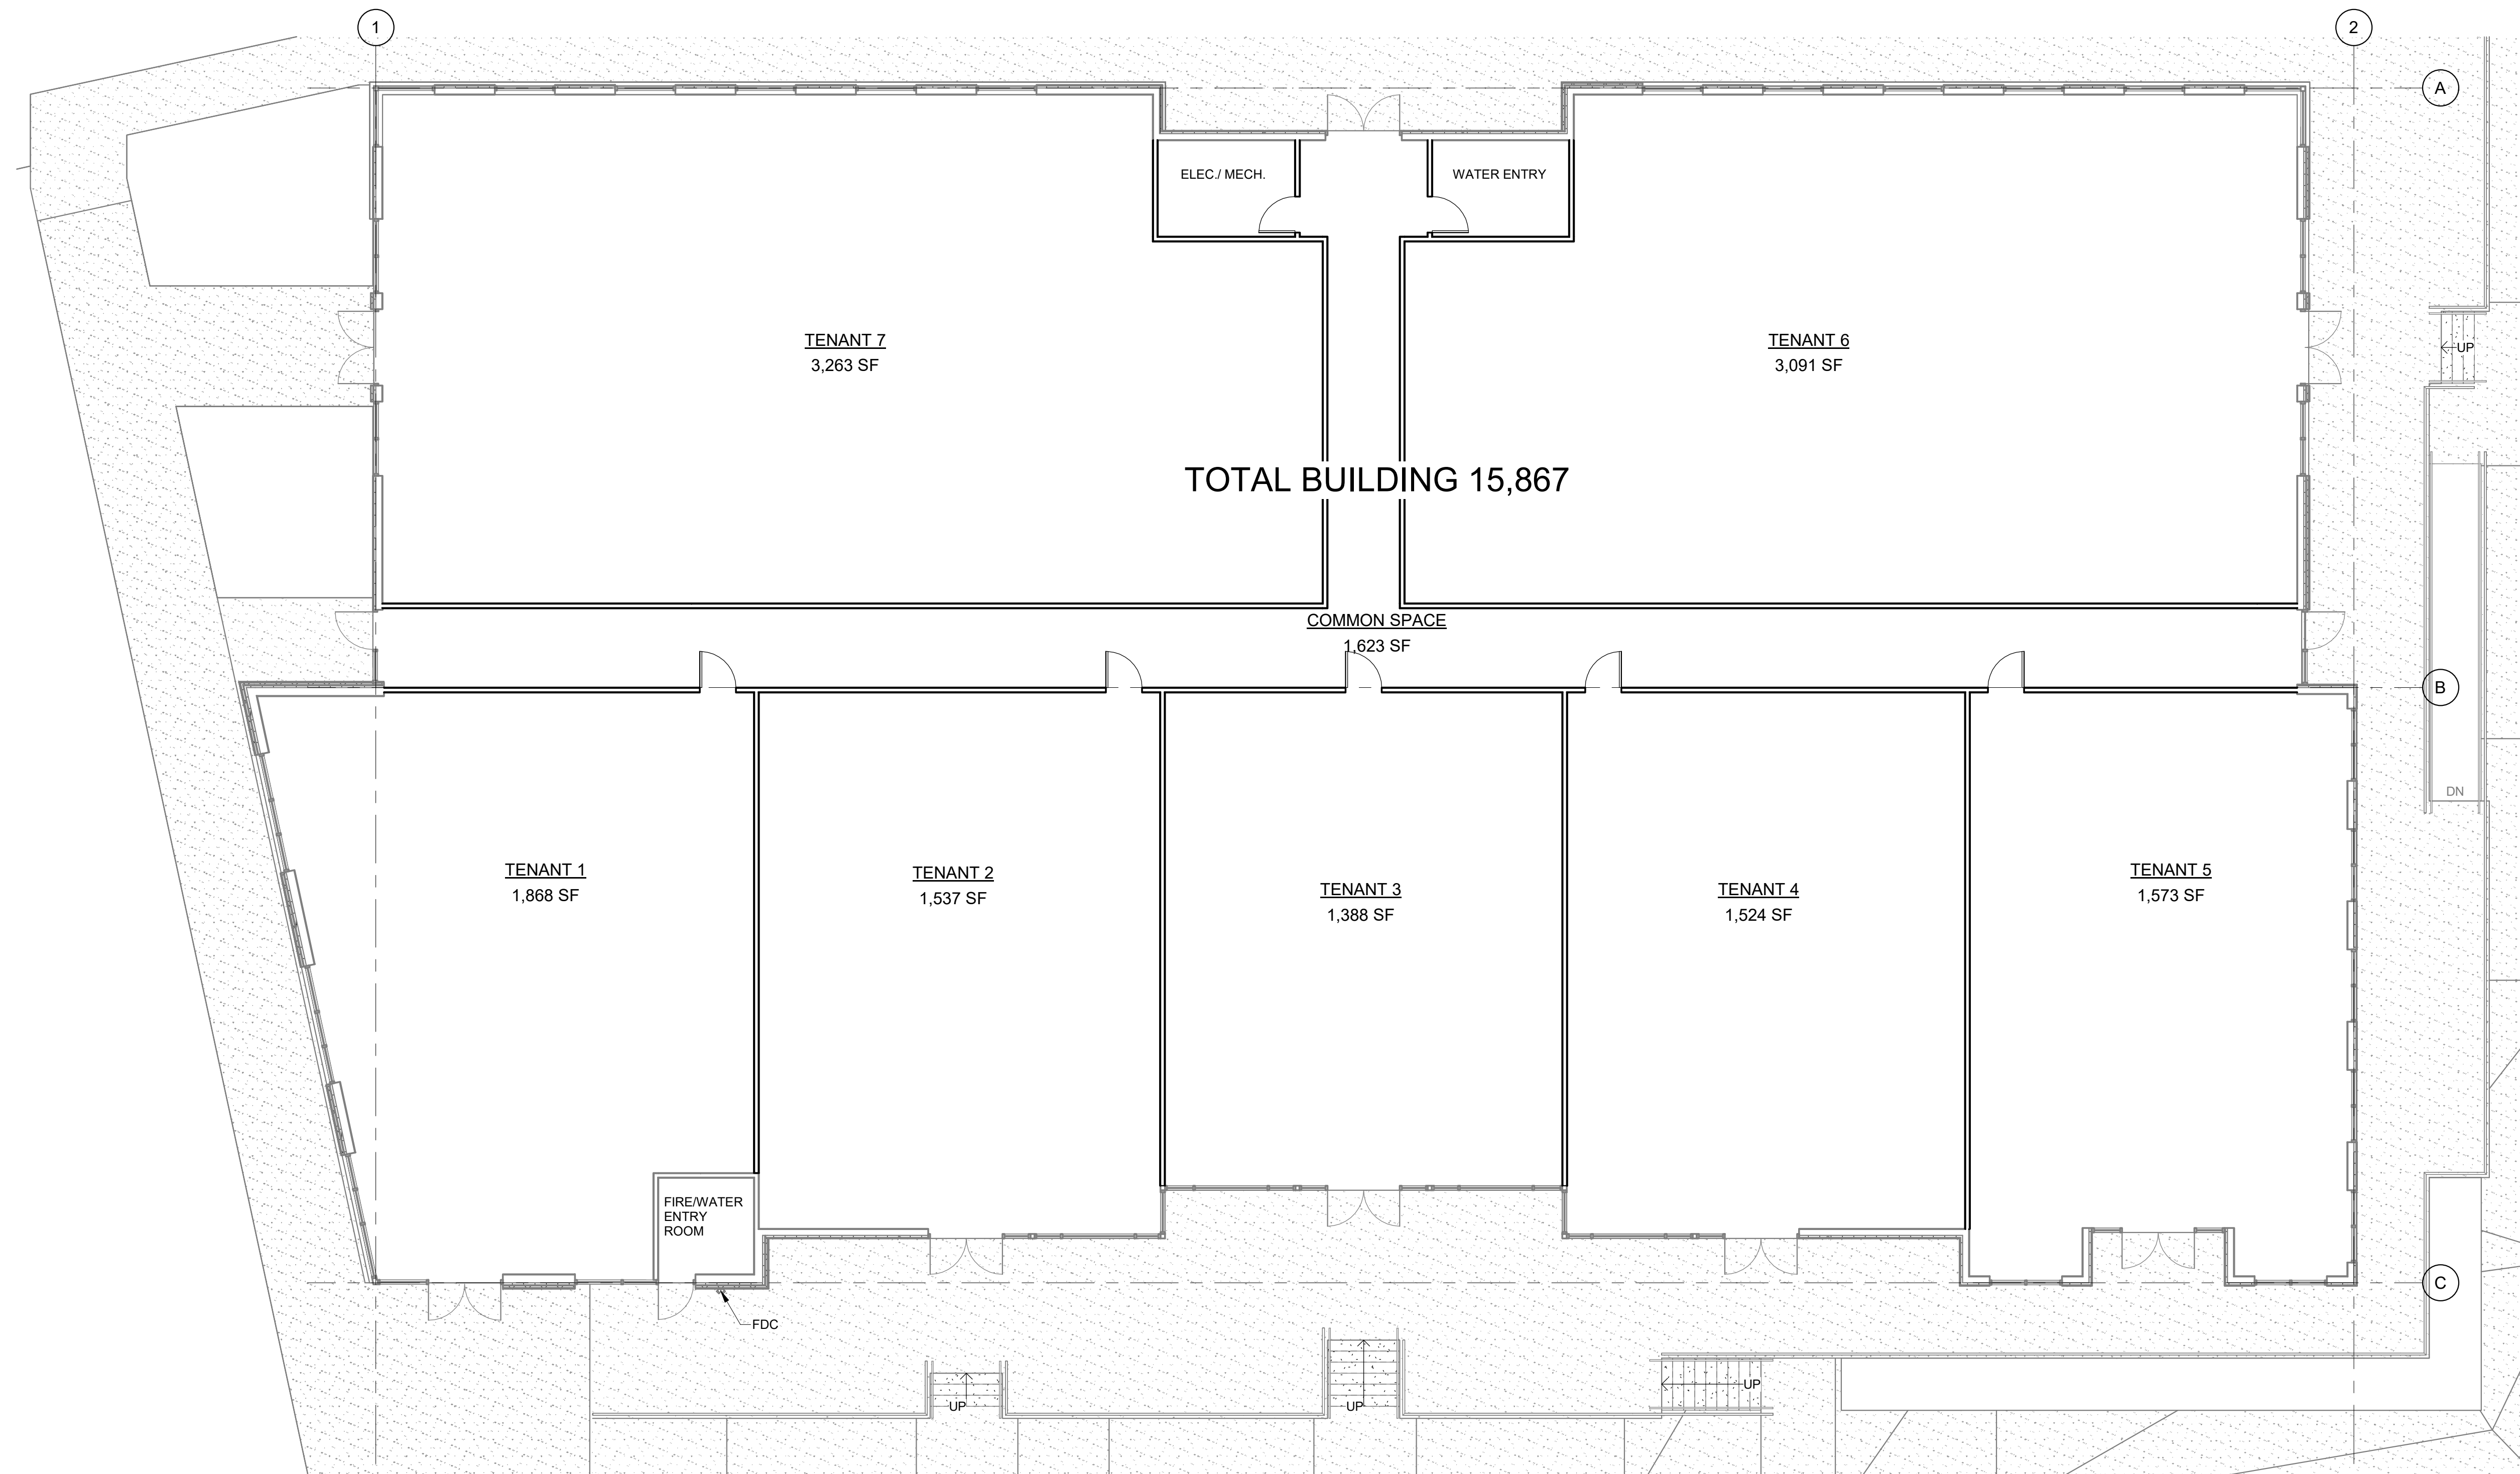 1
2
A
ELEC./ MECH.
WATER ENTRY
TENANT 7
3,263 SF
TENANT 6
3,091 SF
UP
TOTAL BUILDING 15,867
COMMON SPACE
1,623 SF
B
DN
TENANT 1
1,868 SF
TENANT 2
1,537 SF
TENANT 3
1,388 SF
TENANT 4
1,524 SF
TENANT 5
1,573 SF
FIRE/WATER
ENTRY
ROOM
C
FDC
UP
UP
UP